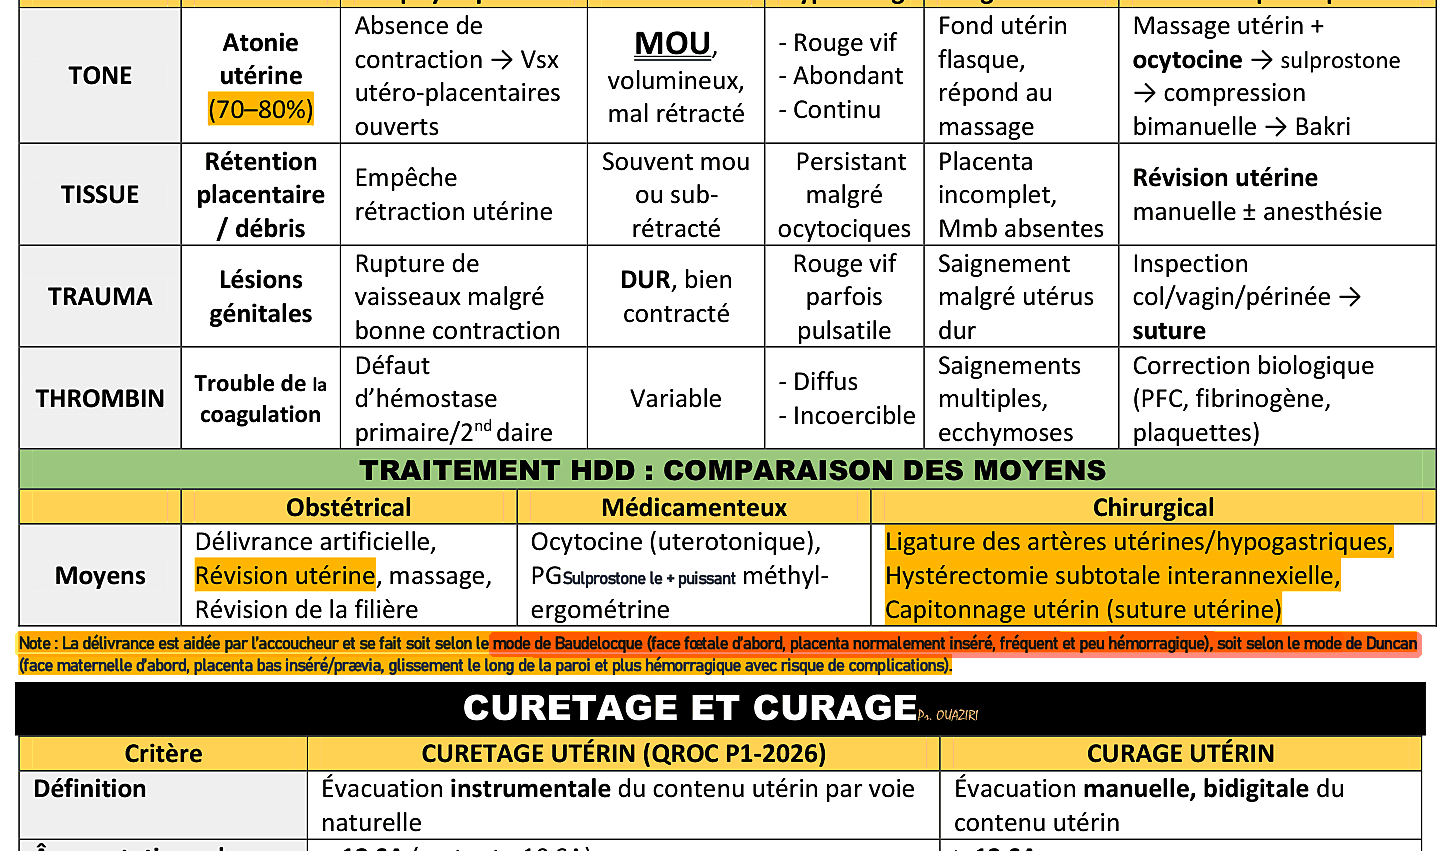 TONE
Atonie
utérine
(70–80%)
Absence de
contraction → Vsx
utéro-placentaires
ouverts
MOU,
volumineux,
mal rétracté
- Rouge vif
- Abondant
- Continu
Fond utérin
flasque,
répond au
massage
Massage utérin +
ocytocine → sulprostone
→ compression
bimanuelle → Bakri
TISSUE
Rétention
placentaire
/ débris
Empêche
rétraction utérine
Souvent mou
ou sub-
rétracté
Persistant
malgré
ocytociques
Placenta
incomplet,
Mmb absentes
Révision utérine
manuelle ± anesthésie
TRAUMA
Lésions
génitales
Rupture de
vaisseaux malgré
bonne contraction
DUR, bien
contracté
Rouge vif
parfois
pulsatile
Saignement
malgré utérus
dur
Inspection
col/vagin/périnée →
suture
THROMBIN
Trouble de la
coagulation
Défaut
d’hémostase
primaire/2nd daire
Variable
- Diffus
- Incoercible
Saignements
multiples,
ecchymoses
Correction biologique
(PFC, fibrinogène,
plaquettes)
TRAITEMENT HDD : COMPARAISON DES MOYENS
Obstétrical
Médicamenteux
Chirurgical
Moyens
Délivrance artificielle,
Révision utérine, massage,
Révision de la filière
Ocytocine (uterotonique),
PGSulprostone le + puissant méthyl-
ergométrine
Ligature des artères utérines/hypogastriques,
Hystérectomie subtotale interannexielle,
Capitonnage utérin (suture utérine)
Note : La délivrance est aidée par l’accoucheur et se fait soit selon le mode de Baudelocque (face fœtale d’abord, placenta normalement inséré, fréquent et peu hémorragique), soit selon le mode de Duncan
(face maternelle d’abord, placenta bas inséré/prævia, glissement le long de la paroi et plus hémorragique avec risque de complications).
CURETAGE ET CURAGE Pr. OUAZIRI
Critère
CURETAGE UTÉRIN (QROC P1-2026)
CURAGE UTÉRIN
Définition
Évacuation instrumentale du contenu utérin par voie
naturelle
Évacuation manuelle, bidigitale du
contenu utérin